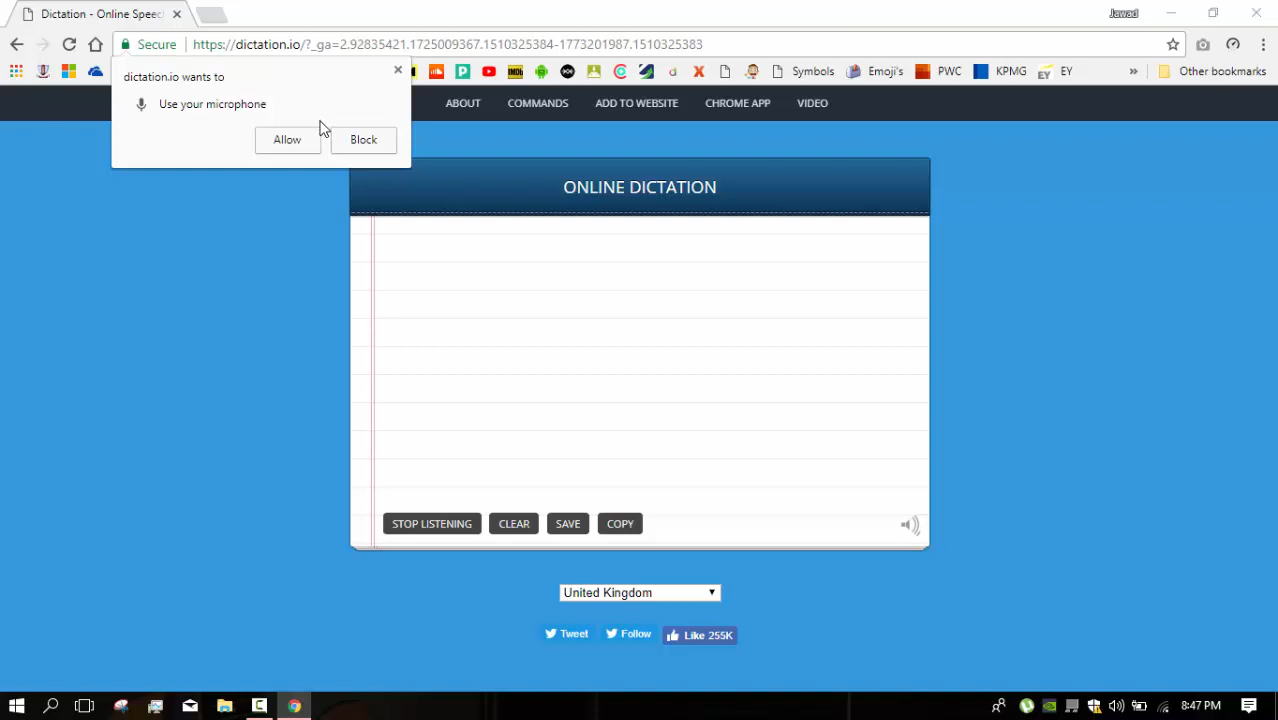 Dictation - Online Speec
Jawad
Secure
https://dictation.io/?_ga=2.92835421.1725009367.1510325384-1773201987.1510325383
IMDb
Symbols
Emoji's
PWC
KPMG
EY
EY
»
Other bookmarks
dictation.io wants to
Use your microphone
Allow
Block
ABOUT
COMMANDS
ADD TO WEBSITE
CHROME APP
VIDEO
ONLINE DICTATION
STOP LISTENING
CLEAR
SAVE
COPY
United Kingdom
Tweet
Follow
Like 255K
8:47 PM